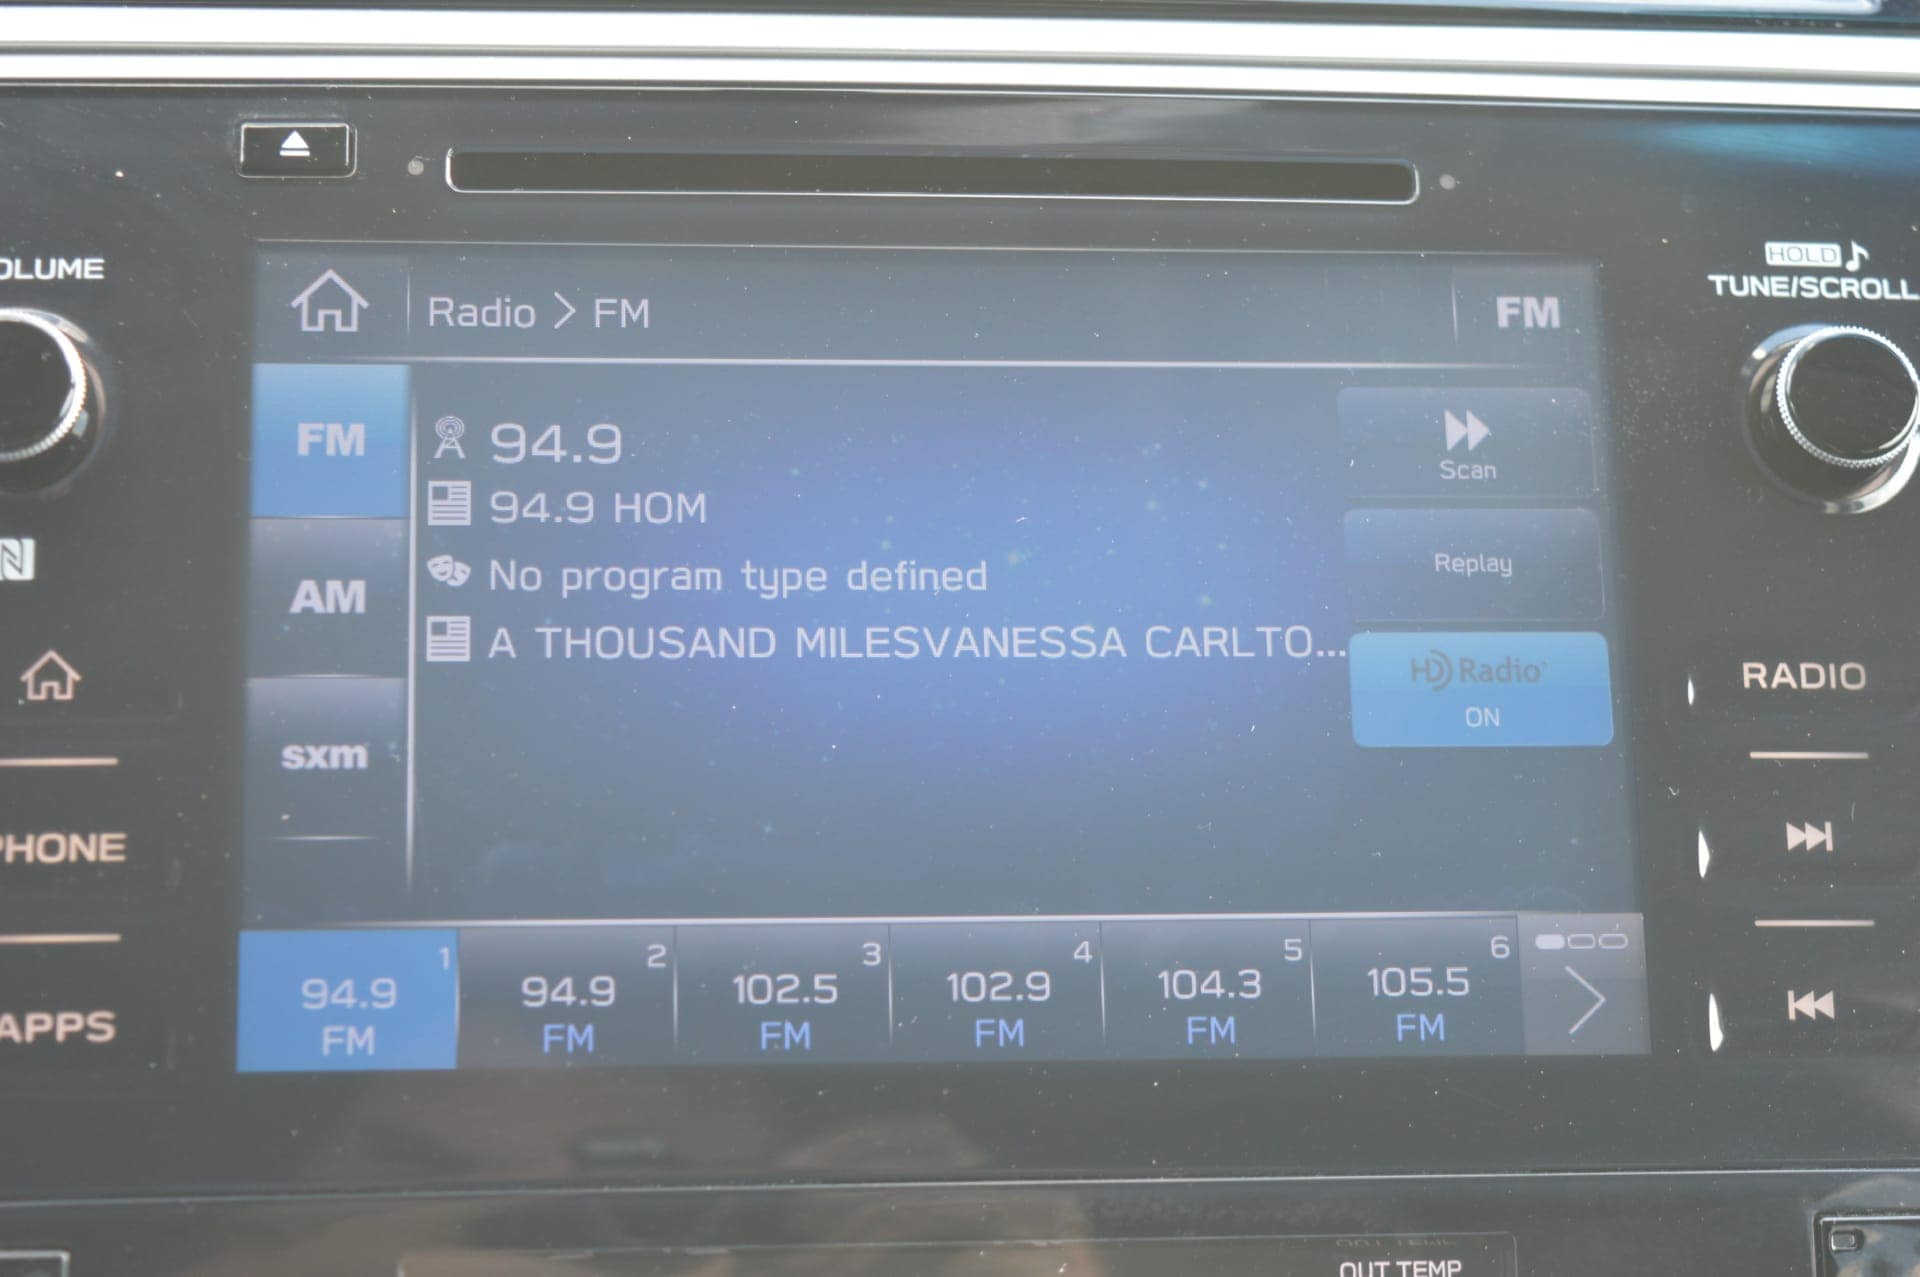 OLUME
HOLD
TUNE/SCROLL
Radio > FM
FM
FM
94.9
Scan
94.9 HOM
AM
No program type defined
Replay
A THOUSAND MILESVANESSA CARLTO...
HD Radio
ON
RADIO
sxm
PHONE
1
94.9
FM
2
94.9
FM
3
102.5
FM
4
102.9
FM
5
104.3
FM
6
105.5
FM
APPS
OUT TEMP